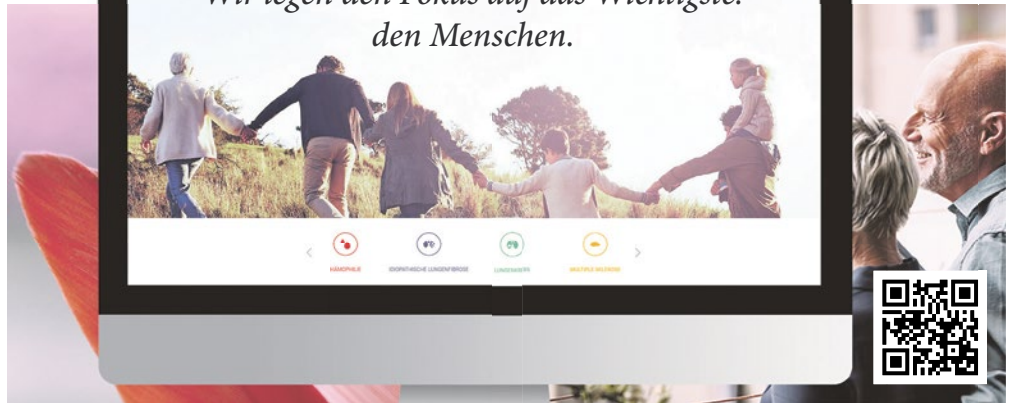 Wir legen den Fokus auf das Wichtigste:
den Menschen.
HÄMOPHILIE
IDIOPATHISCHE LUNGENFIBROSE
LUNGENKREBS
MULTIPLE SKLEROSE